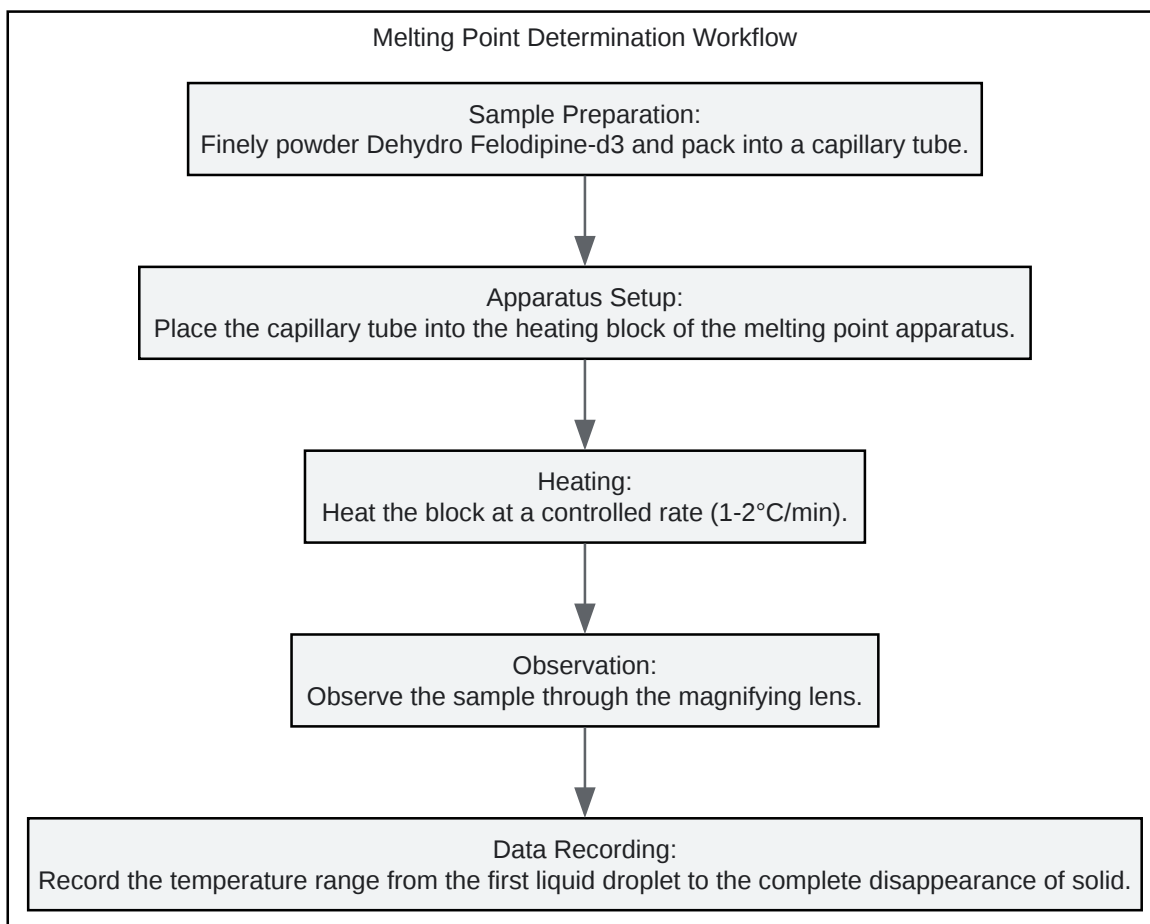 Melting Point Determination Workflow
Sample Preparation:
Finely powder Dehydro Felodipine-d3 and pack into a capillary tube.
Apparatus Setup:
Place the capillary tube into the heating block of the melting point apparatus.
Heating:
Heat the block at a controlled rate (1-2°C/min).
Observation:
Observe the sample through the magnifying lens.
Data Recording:
Record the temperature range from the first liquid droplet to the complete disappearance of solid.